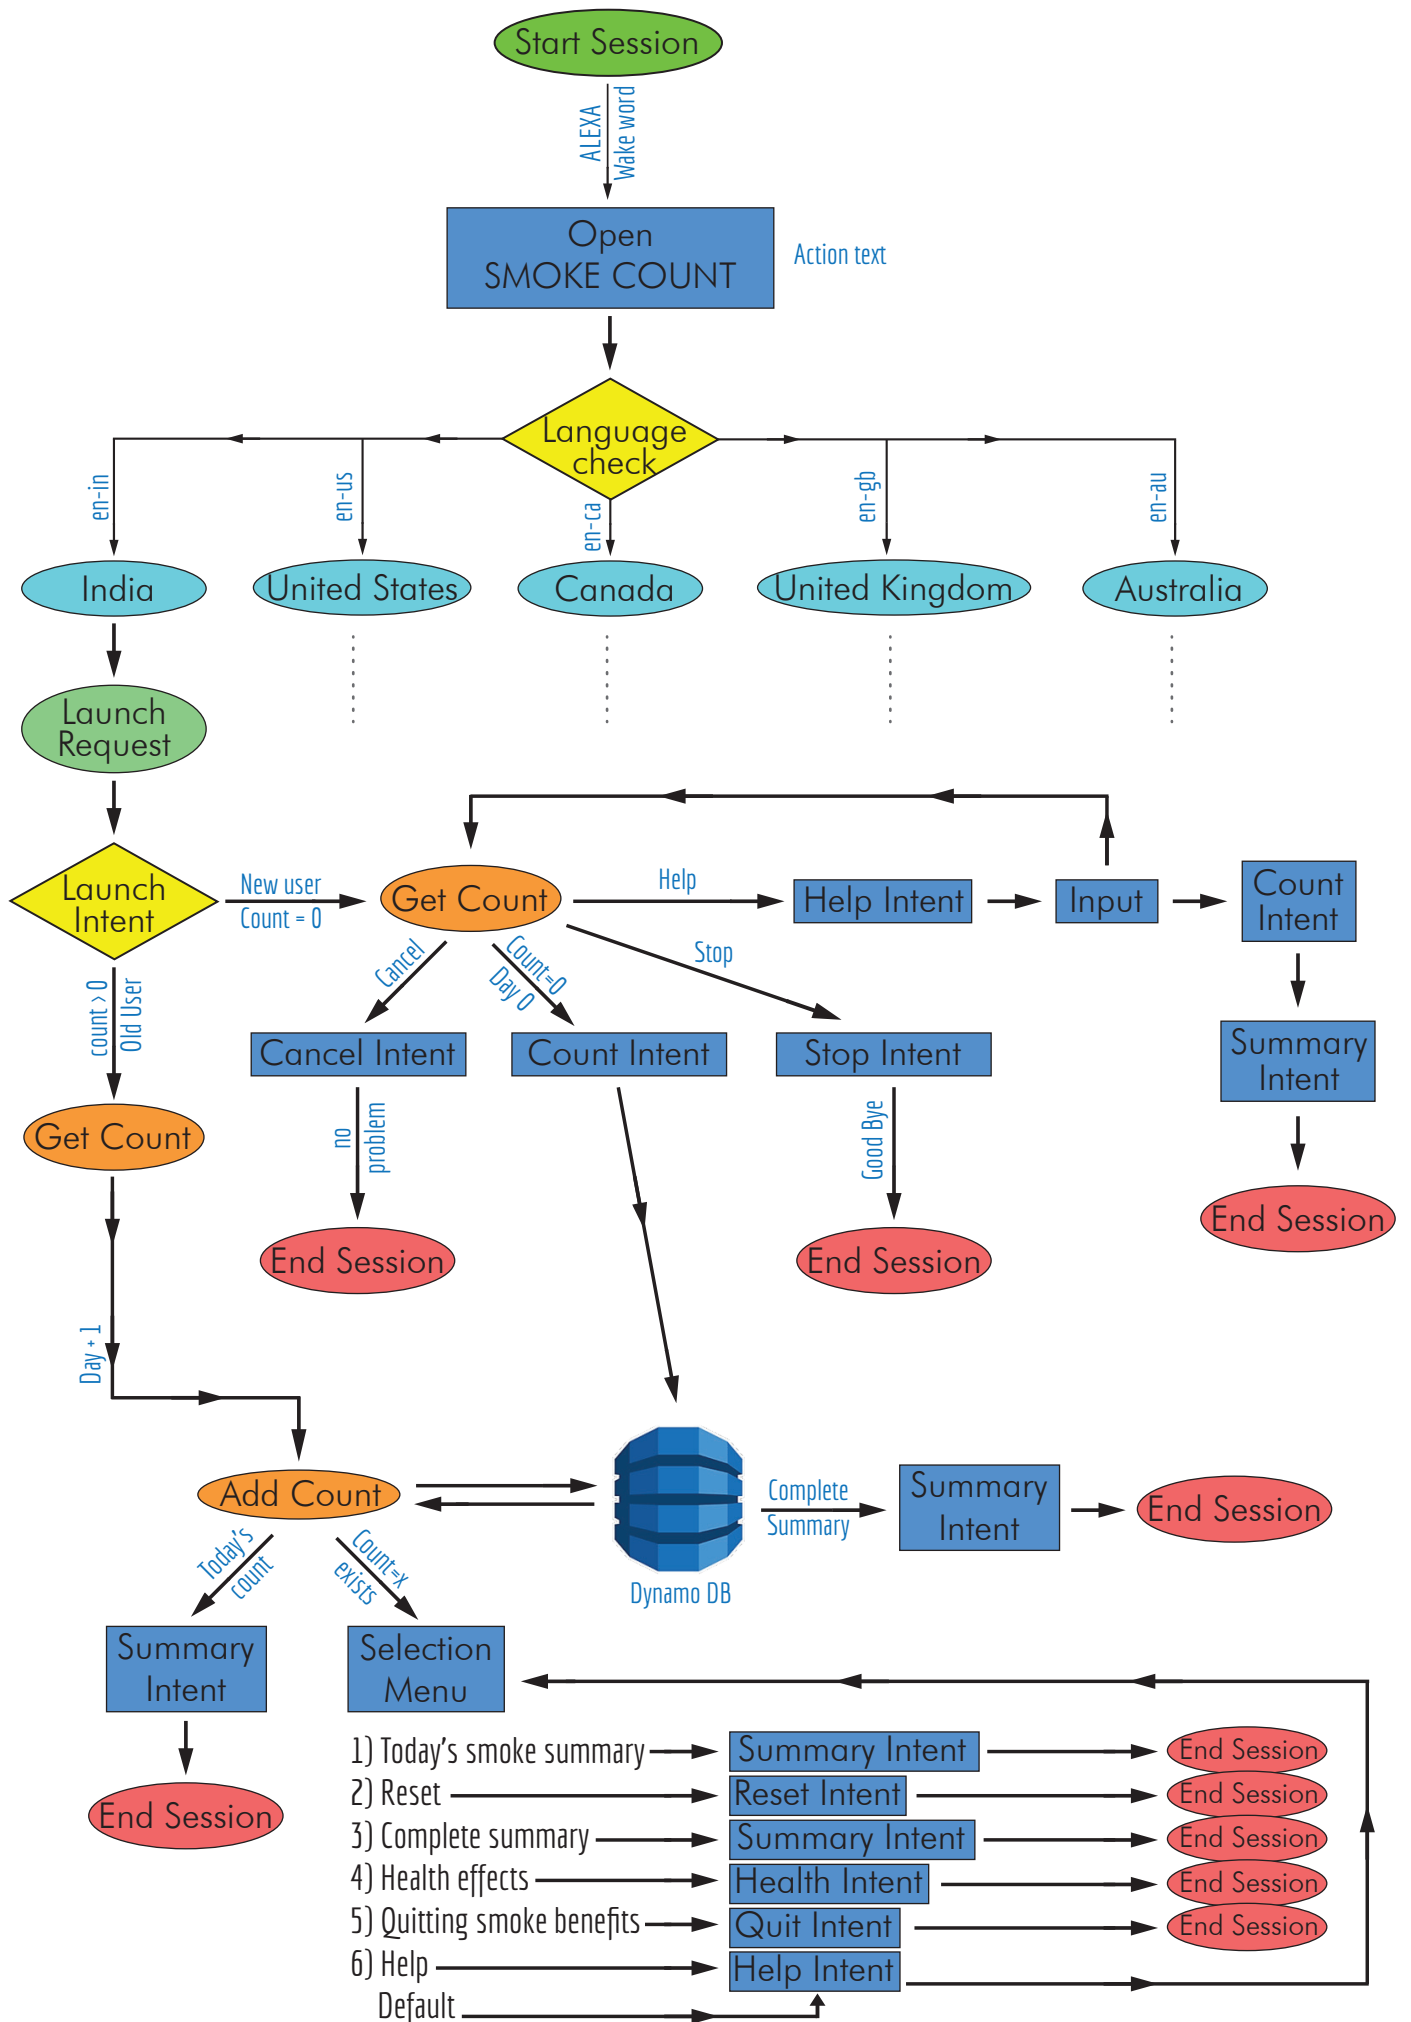 Start Session
ALEXA
Wake word
Open
SMOKE COUNT
Action text
Language
check
en-in
en-us
en-ca
en-gb
en-au
India
United States
Canada
United Kingdom
Australia
Launch
Request
Launch
Intent
New user
Count = 0
Get Count
Help
Help Intent
Input
Count
Intent
Cancel
Count=0
Day 0
Stop
count > 0
Old User
Cancel Intent
Count Intent
Stop Intent
Summary
Intent
Get Count
no
problem
Good Bye
End Session
End Session
End Session
Day + 1
Add Count
Complete
Summary
Summary
Intent
End Session
Dynamo DB
Today's
count
Count=x
exists
Summary
Intent
Selection
Menu
End Session
1) Today's smoke summary
Summary Intent
End Session
2) Reset
Reset Intent
End Session
3) Complete summary
Summary Intent
End Session
4) Health effects
Health Intent
End Session
5) Quitting smoke benefits
Quit Intent
End Session
6) Help
Help Intent
Default